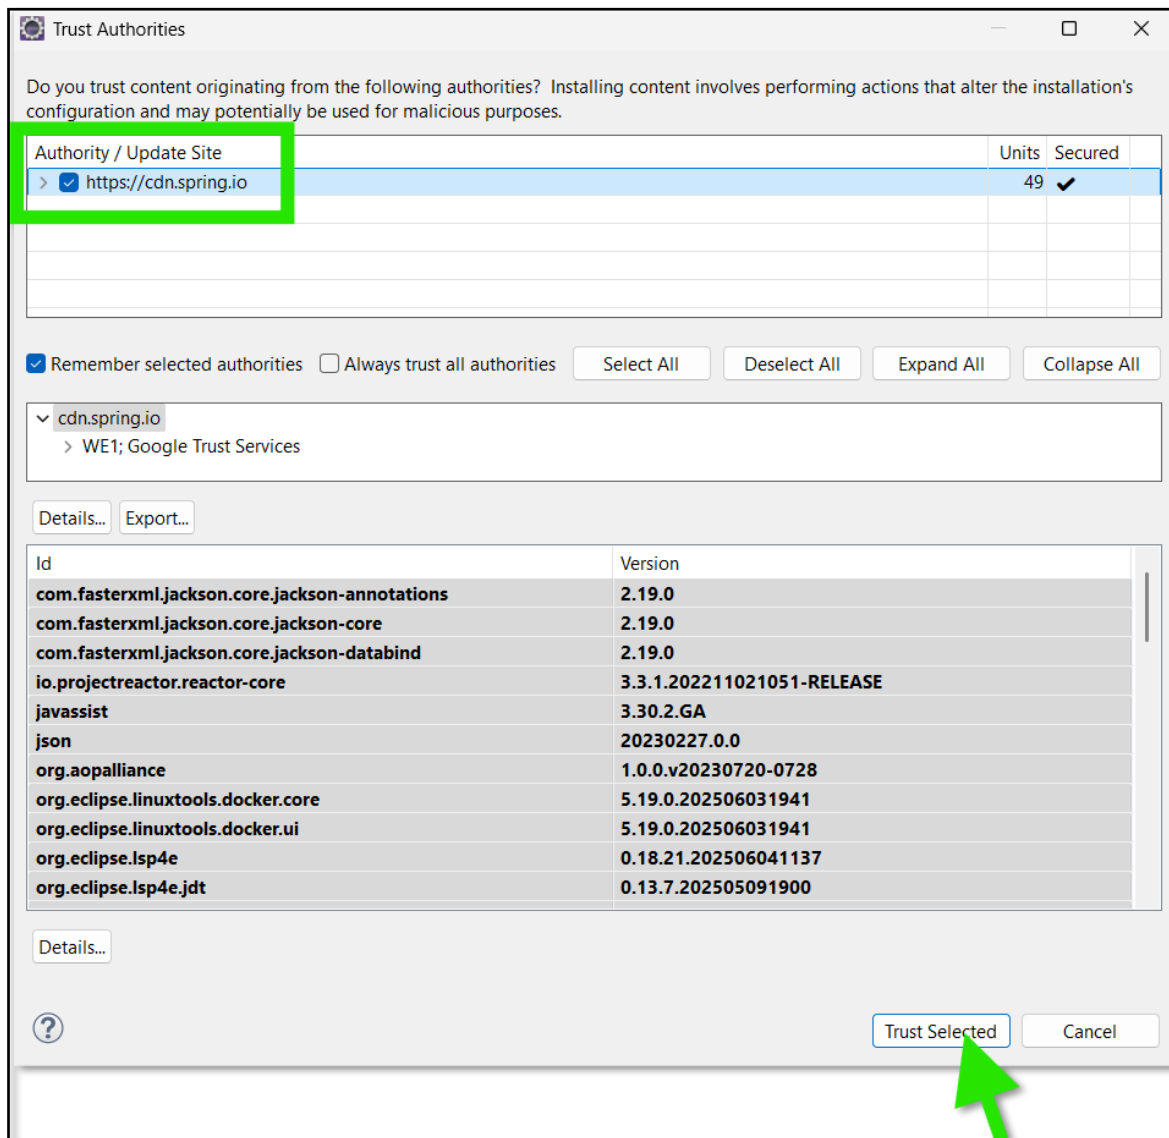 Trust Authorities
Do you trust content originating from the following authorities?  Installing content involves performing actions that alter the installation's
configuration and may potentially be used for malicious purposes.
Authority / Update Site Units Secured
https://cdn.spring.io 49
Remember selected authorities Always trust all authorities Select All Deselect All Expand All Collapse All
cdn.spring.io
WE1; Google Trust Services
Details... Export...
Id Version
com.fasterxml.jackson.core.jackson-annotations 2.19.0
com.fasterxml.jackson.core.jackson-core 2.19.0
com.fasterxml.jackson.core.jackson-databind 2.19.0
io.projectreactor.reactor-core 3.3.1.202211021051-RELEASE
javassist 3.30.2.GA
json 20230227.0.0
org.aopalliance 1.0.0.v20230720-0728
org.eclipse.linuxtools.docker.core 5.19.0.202506031941
org.eclipse.linuxtools.docker.ui 5.19.0.202506031941
org.eclipse.lsp4e 0.18.21.202506041137
org.eclipse.lsp4e.jdt 0.13.7.202505091900
Details...
? Trust Selected Cancel